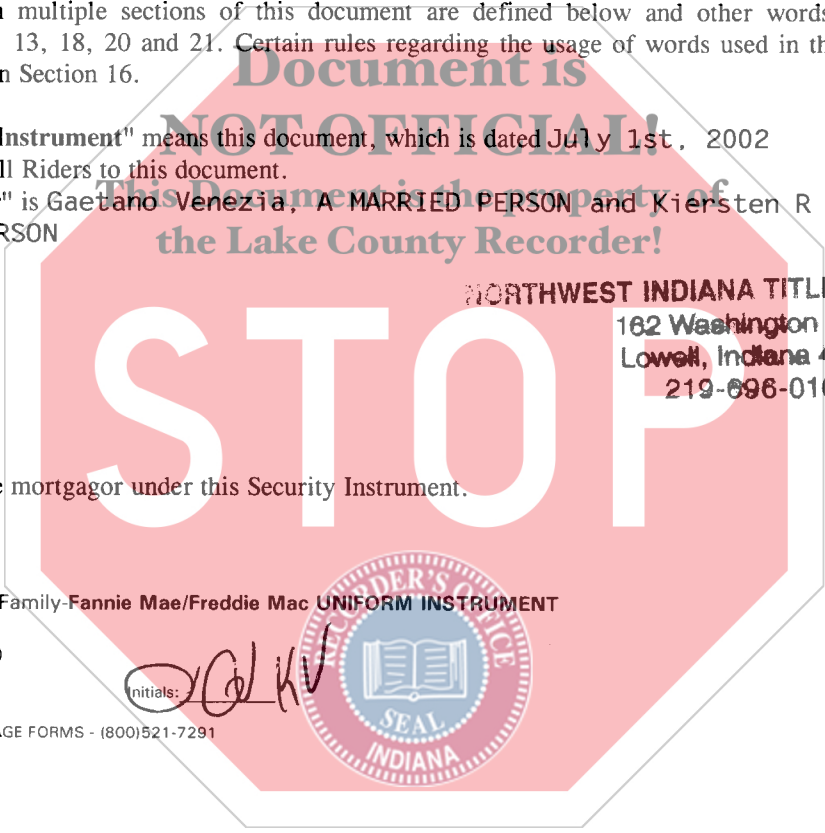 multiple sections of this document are defined below and other words
13, 18, 20 and 21. Certain rules regarding the usage of words used in th
n Section 16.
Document is
NOT OFFICIAL!
This Document is the property of
the Lake County Recorder!
Instrument" means this document, which is dated July 1st, 2002
ll Riders to this document.
" is Gaetano Venezia, A MARRIED PERSON and Kiersten R
RSON
NORTHWEST INDIANA TITL
162 Washington
Lowell, Indiana 4
219-696-010
STOP
e mortgagor under this Security Instrument.
Family-Fannie Mae/Freddie Mac UNIFORM INSTRUMENT
Initials: KV
AGE FORMS - (800)521-7291
RECORDER'S OFFICE
SEAL
INDIANA